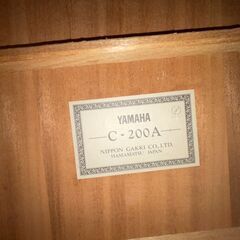 YAMAHA
C-200A
NIPPON GAKKI CO., LTD.
HAMAMATSU JAPAN